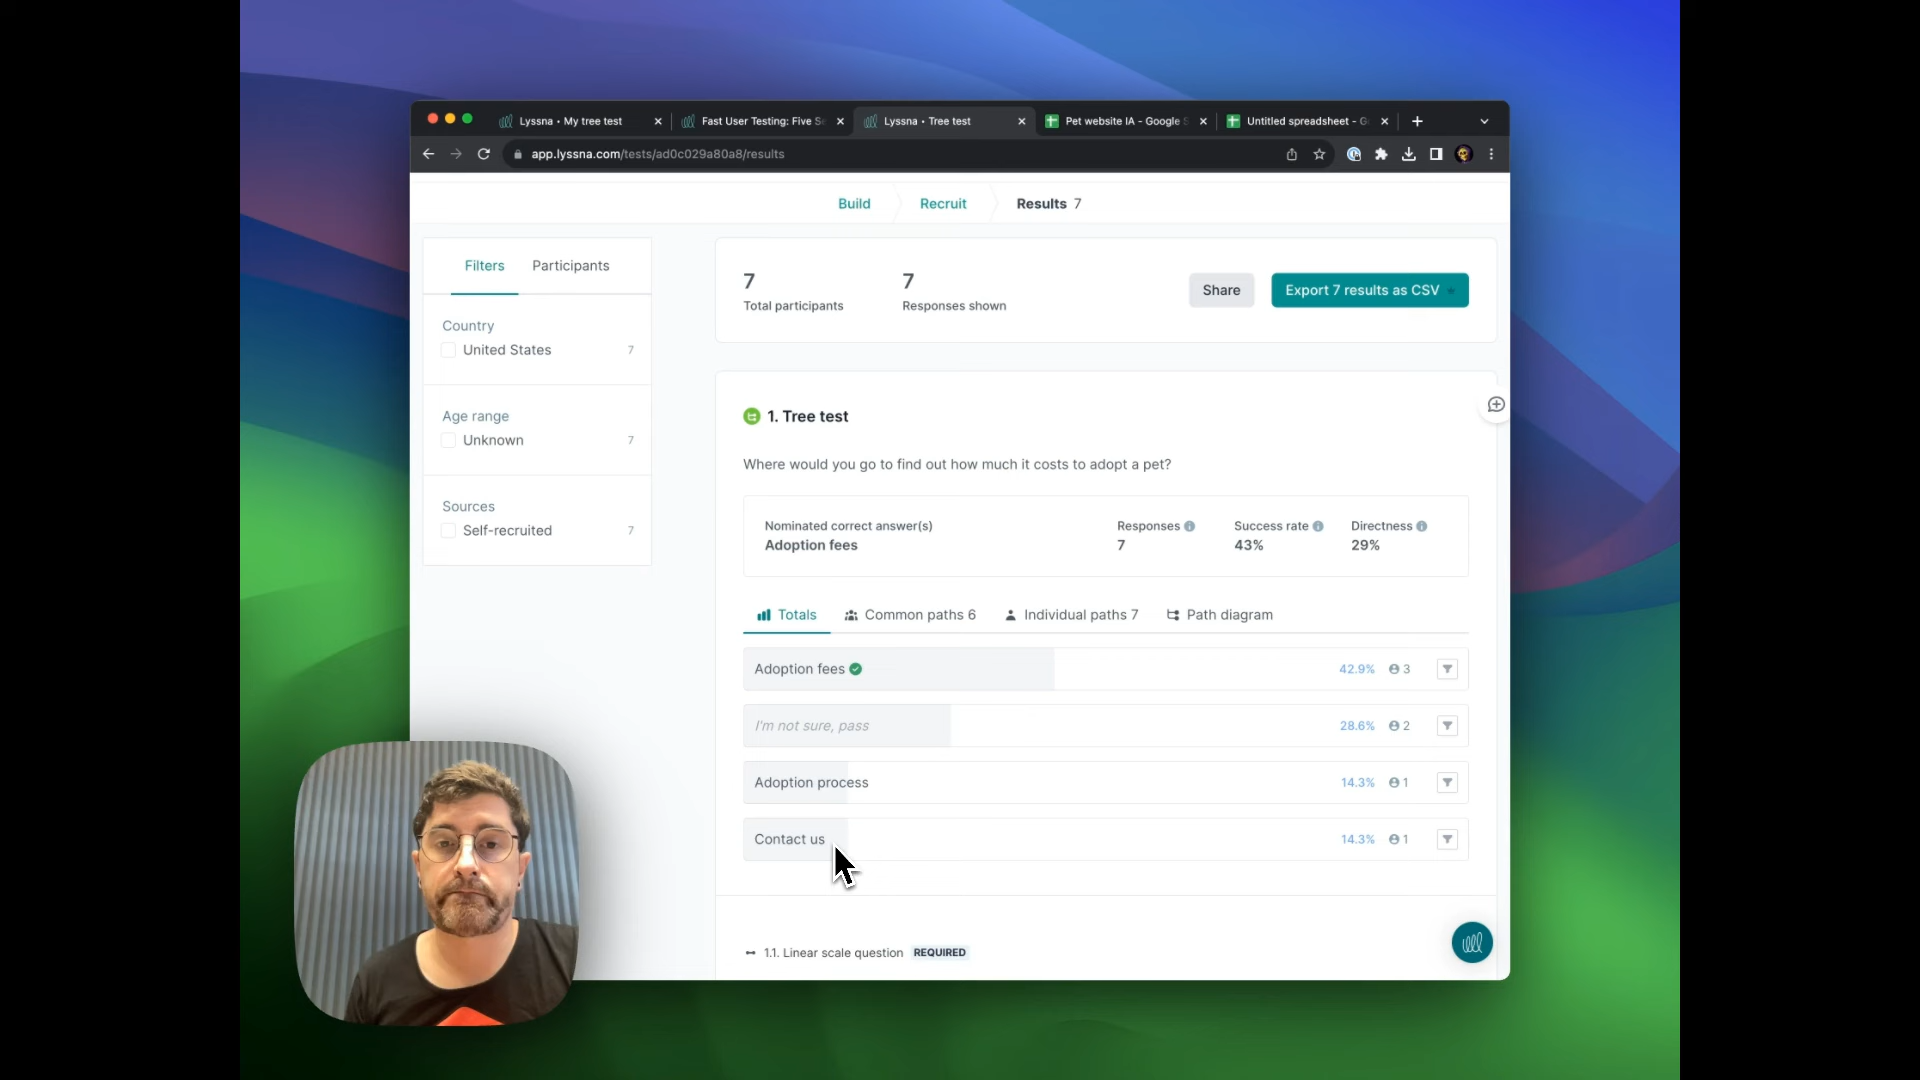 Lyssna • My tree test
Fast User Testing: Five S
Lyssna • Tree test
Pet website IA - Google S
Untitled spreadsheet - G
app.lyssna.com/tests/ad0c029a80a8/results
Build
Recruit
Results 7
Filters
Participants
Country
United States 7
Age range
Unknown 7
Sources
Self-recruited 7
7
Total participants
7
Responses shown
Share
Export 7 results as CSV
1. Tree test
Where would you go to find out how much it costs to adopt a pet?
Nominated correct answer(s)
Adoption fees
Responses
7
Success rate
43%
Directness
29%
Totals
Common paths 6
Individual paths 7
Path diagram
Adoption fees 42.9% 3
I'm not sure, pass 28.6% 2
Adoption process 14.3% 1
Contact us 14.3% 1
1.1. Linear scale question REQUIRED